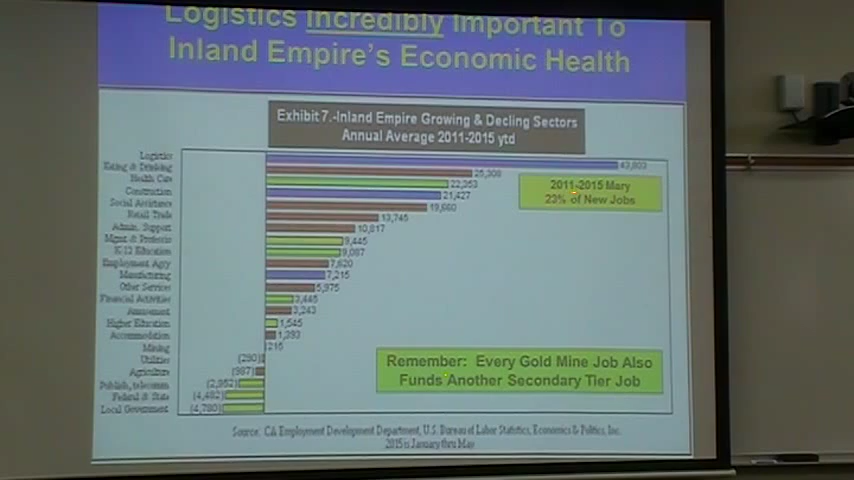 Logistics Incredibly Important To
Inland Empire's Economic Health
Exhibit 7.-Inland Empire Growing & Decling Sectors
Annual Average 2011-2015 ytd
Logistics 43,803
Eating & Drinking 25,308
Health Care 22,353
Construction 21,427
Social Assistance 19,660
Retail Trade 13,745
Admin. Support 10,817
Mgmt & Professns 9,445
K-12 Education 9,087
Employment Agcy 7,620
Manufacturing 7,215
Other Services 5,975
Financial Activities 3,445
Amusement 3,243
Higher Education 1,545
Accommodation 1,393
Mining 215
Utilities (290)
Agriculture (987)
Publish, telecomm. (2,952)
Federal & State (4,482)
Local Government (4,780)
2011-2015 Mary
23% of New Jobs
Remember: Every Gold Mine Job Also
Funds Another Secondary Tier Job
Source: CA Employment Development Department, U.S. Bureau of Labor Statistics, Economics & Politics, Inc.
2015 is January thru May